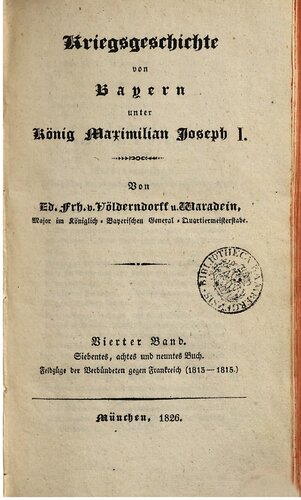 Kriegsgeschichte
von
Bayern
unter
König Maximilian Joseph I.
Von
Ed. Frh. v. Völderndorff u. Waradein,
Major im Königlich-Bayerischen General-Quartiermeisterstabe.
BIBLIOTHECA
Vierter Band.
Siebentes, achtes und neuntes Buch.
Feldzüge der Verbündeten gegen Frankreich (1813—1815.)
München, 1826.